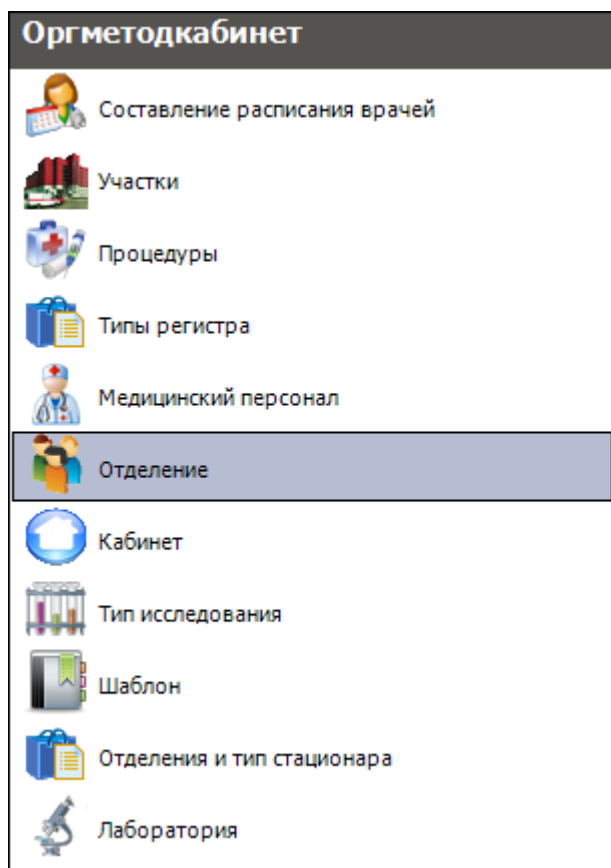 Оргметодкабинет
Составление расписания врачей
Участки
Процедуры
Типы регистра
Медицинский персонал
Отделение
Кабинет
Тип исследования
Шаблон
Отделения и тип стационара
Лаборатория